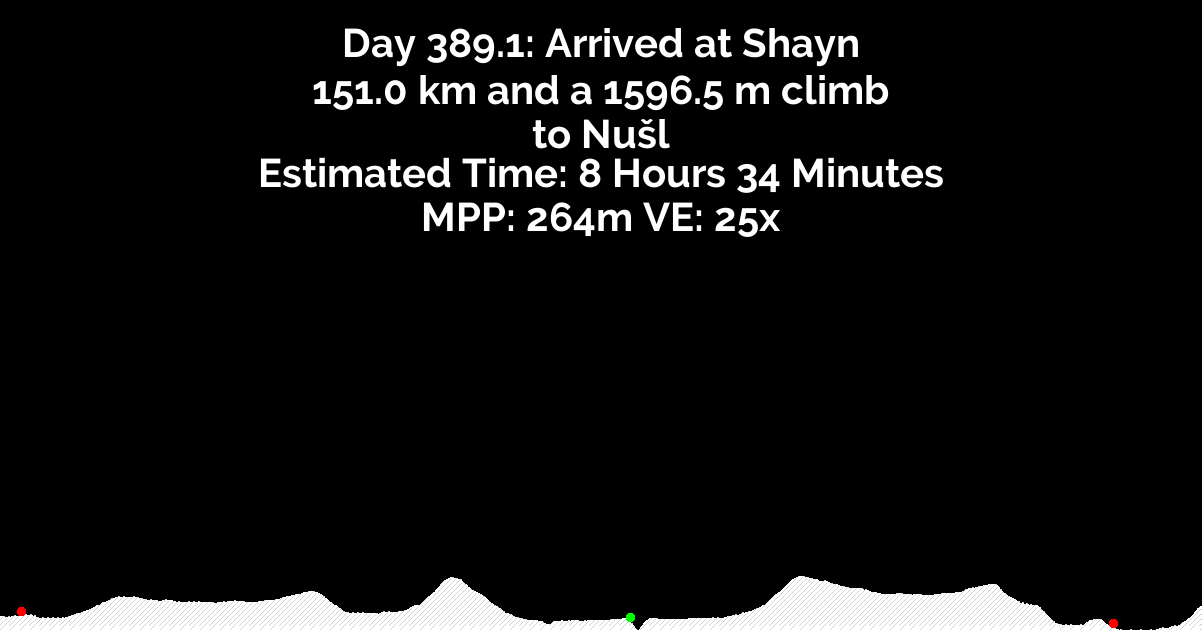 Day 389.1: Arrived at Shayn
151.0 km and a 1596.5 m climb
to Nušl
Estimated Time: 8 Hours 34 Minutes
MPP: 264m VE: 25x